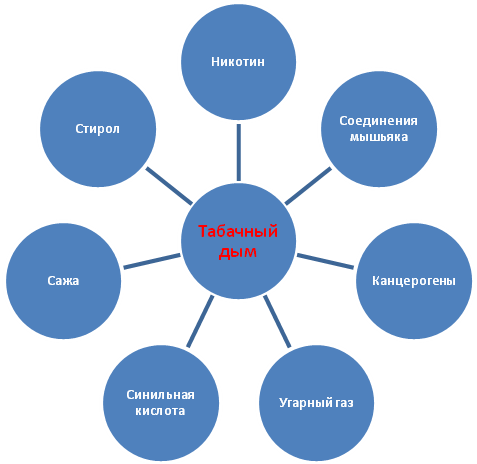 Никотин
Соединения
мышьяка
Стирол
Табачный
дым
Сажа
Канцерогены
Синильная
кислота
Угарный газ